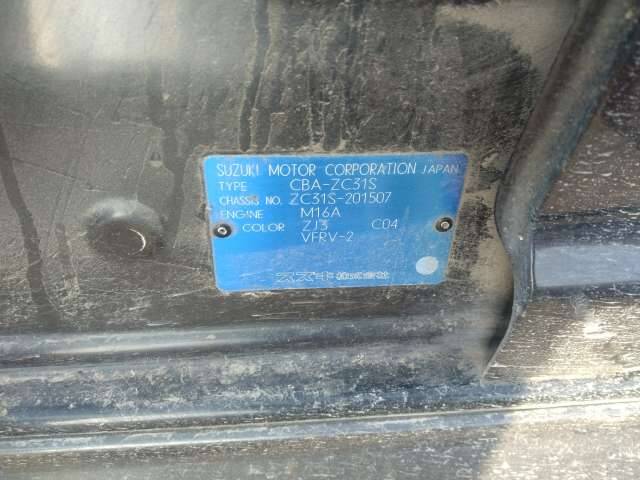 SUZUKI MOTOR CORPORATION JAPAN
TYPE CBA-ZC31S
CHASSIS NO. ZC31S-201507
ENGINE M16A
COLOR ZJ3 C04
VFRV-2
スズキ株式会社